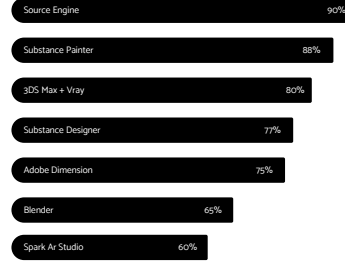 Source Engine 90%
Substance Painter 88%
3DS Max + Vray 80%
Substance Designer 77%
Adobe Dimension 75%
Blender 65%
Spark Ar Studio 60%